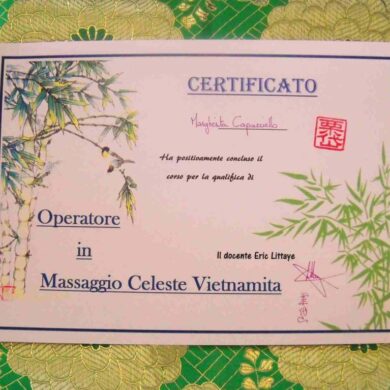 CERTIFICATO
Margherita
Ha positivamente concluso il
corso per la qualifica di
Operatore
in
Massaggio Celeste Vietnamita
Il docente Eric Littaye